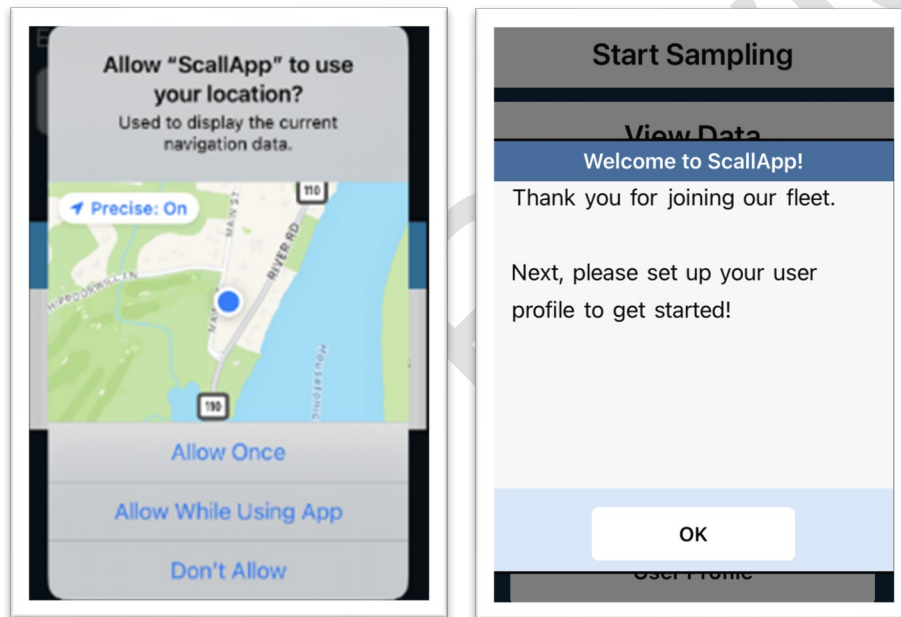 Allow “ScallApp” to use
your location?
Used to display the current
navigation data.
Precise: On
110
MAIN ST
RIVER RD
Housatonic
110
Allow Once
Allow While Using App
Don’t Allow
Start Sampling
View Data
Welcome to ScallApp!
Thank you for joining our fleet.
Next, please set up your user
profile to get started!
OK
User Profile